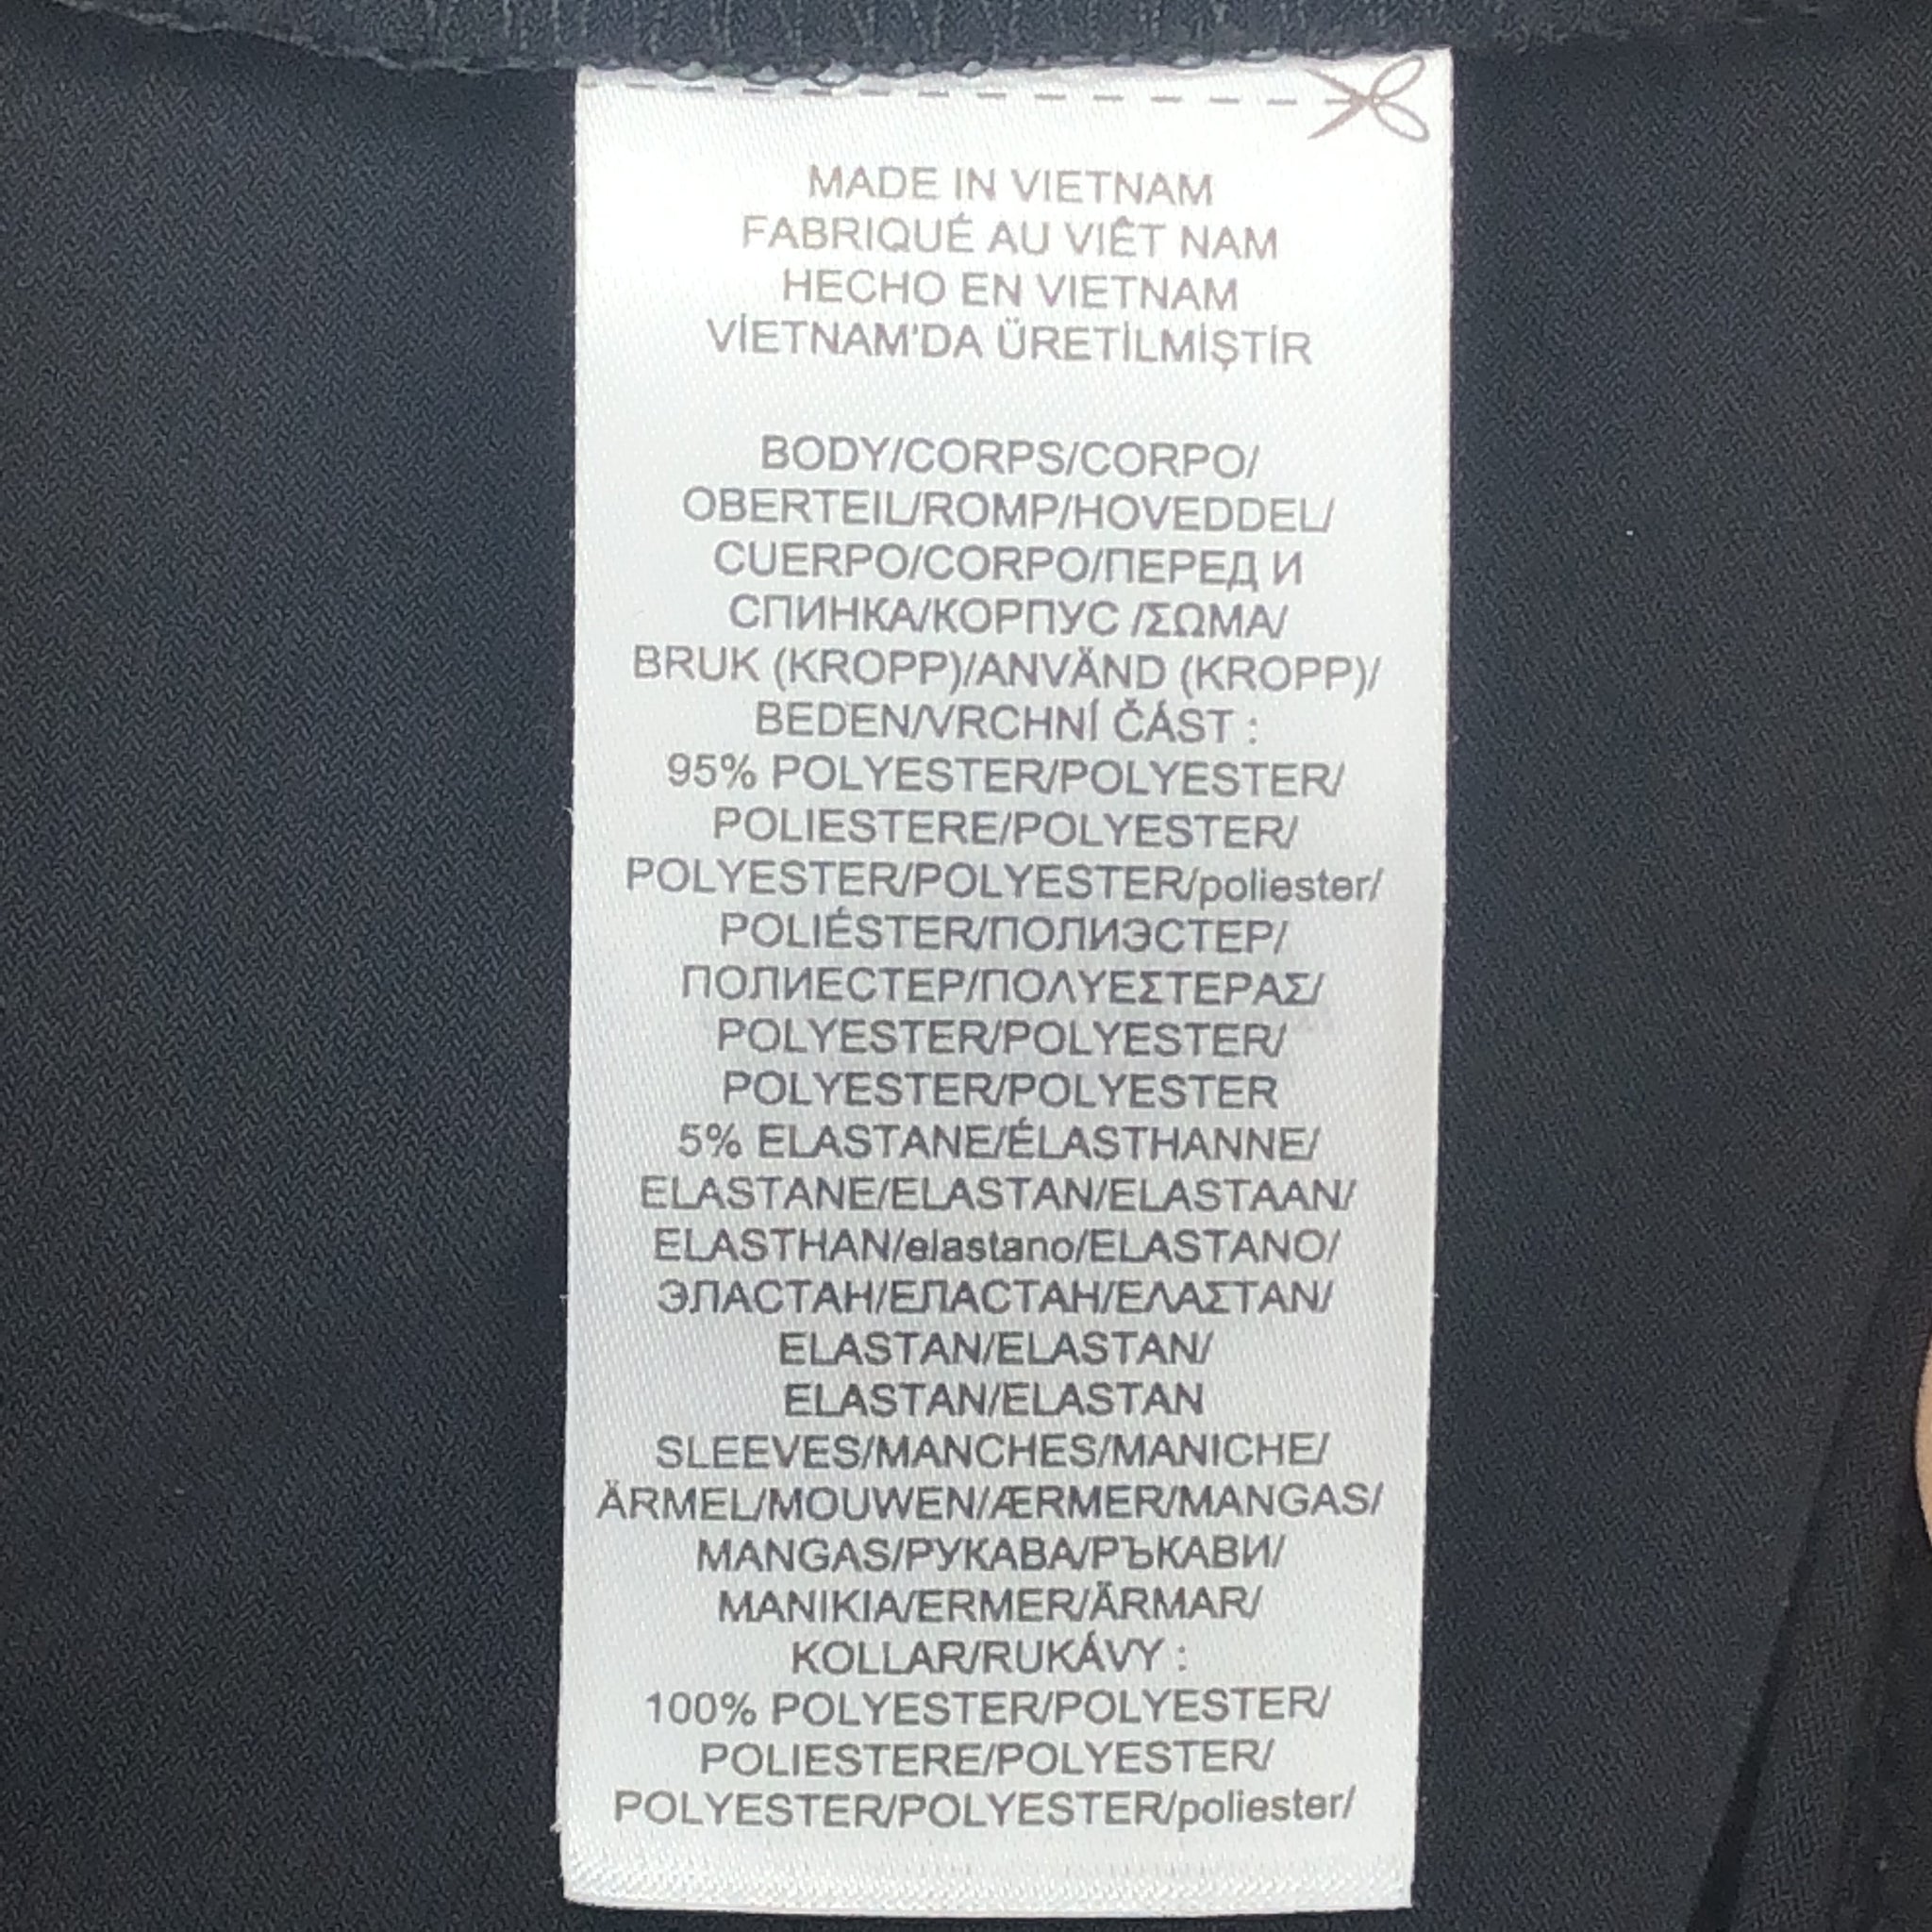 MADE IN VIETNAM
FABRIQUÉ AU VIÊT NAM
HECHO EN VIETNAM
VİETNAM'DA ÜRETİLMİŞTİR
BODY/CORPS/CORPO/
OBERTEIL/ROMP/HOVEDDEL/
CUERPO/CORPO/ПЕРЕД И
СПИНКА/КОРПУС /ΣΩΜΑ/
BRUK (KROPP)/ANVÄND (KROPP)/
BEDEN/VRCHNÍ ČÁST :
95% POLYESTER/POLYESTER/
POLIESTERE/POLYESTER/
POLYESTER/POLYESTER/poliester/
POLIÉSTER/ПОЛИЭСТЕР/
ПОЛИЕСТЕР/ΠΟΛΥΕΣΤΕΡΑΣ/
POLYESTER/POLYESTER/
POLYESTER/POLYESTER
5% ELASTANE/ÉLASTHANNE/
ELASTANE/ELASTAN/ELASTAAN/
ELASTHAN/elastano/ELASTANO/
ЭЛАСТАН/ЕЛАСТАН/ΕΛΑΣΤΑΝ/
ELASTAN/ELASTAN/
ELASTAN/ELASTAN
SLEEVES/MANCHES/MANICHE/
ÄRMEL/MOUWEN/ÆRMER/MANGAS/
MANGAS/РУКАВА/РЪКАВИ/
ΜΑΝΙΚΙΑ/ERMER/ÄRMAR/
KOLLAR/RUKÁVY :
100% POLYESTER/POLYESTER/
POLIESTERE/POLYESTER/
POLYESTER/POLYESTER/poliester/